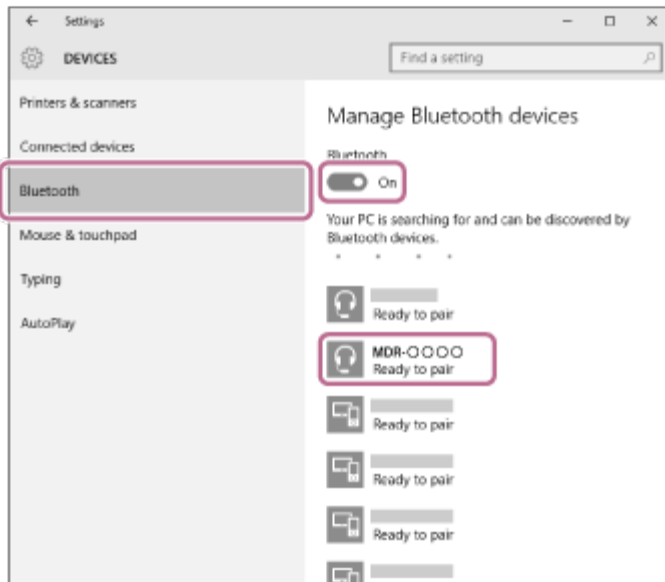 Settings
DEVICES
Find a setting
Printers & scanners
Connected devices
Bluetooth
Mouse & touchpad
Typing
AutoPlay
Manage Bluetooth devices
Bluetooth
On
Your PC is searching for and can be discovered by
Bluetooth devices.
Ready to pair
MDR-○○○○
Ready to pair
Ready to pair
Ready to pair
Ready to pair